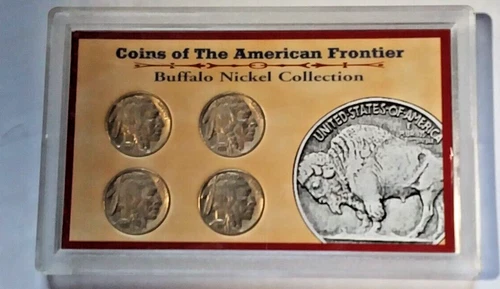 Coins of The American Frontier
Buffalo Nickel Collection
UNITED·STATES·OF·AMERICA